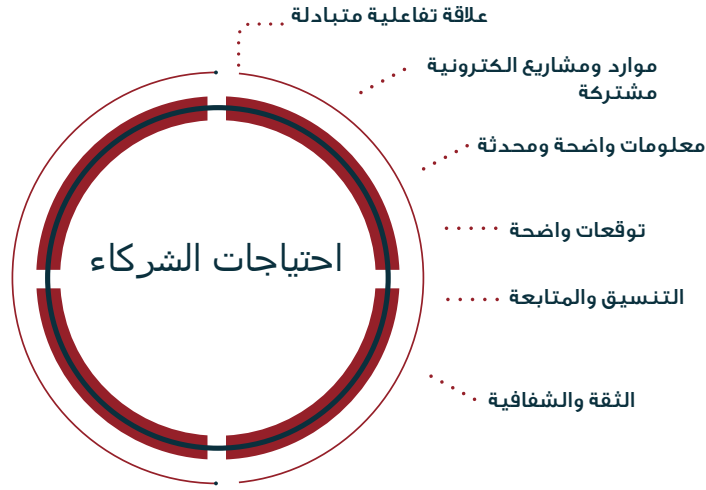 علاقة تفاعلية متبادلة
موارد ومشاريع الكترونية
مشتركة
معلومات واضحة ومحدثة
توقعات واضحة
احتياجات الشركاء
التنسيق والمتابعة
الثقة والشفافية